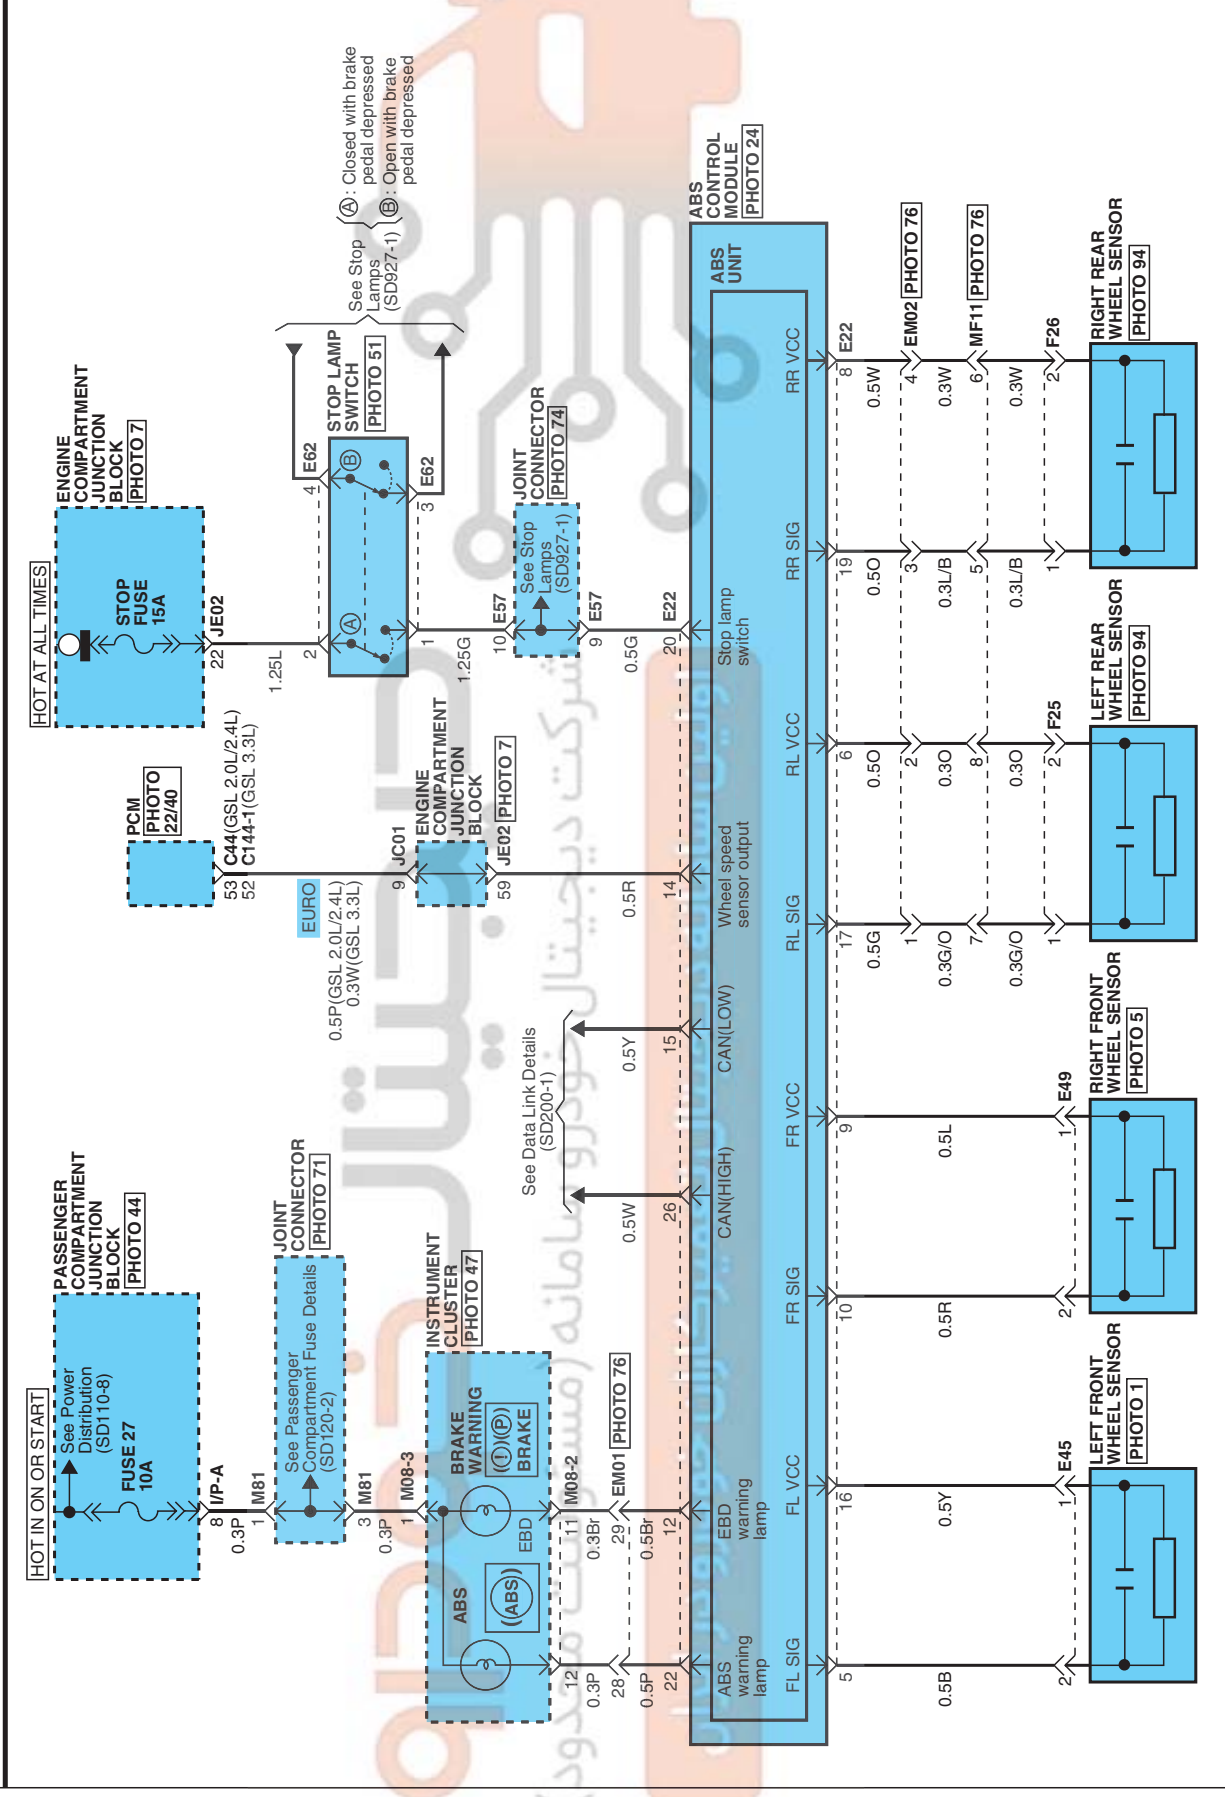 HOT IN ON OR START
See Power
Distribution
(SD110-8)
FUSE 27
10A
PASSENGER
COMPARTMENT
JUNCTION
BLOCK
PHOTO 44
8
I/P-A
0.3P
1
M81
See Passenger
Compartment Fuse Details
(SD120-2)
JOINT
CONNECTOR
PHOTO 71
3
M81
0.3P
1
M08-3
INSTRUMENT
CLUSTER
PHOTO 47
ABS
(ABS)
EBD
BRAKE
WARNING
(!)(P)
BRAKE
12
11
M08-2
0.3P
0.3Br
28
29
EM01
PHOTO 76
0.5P
0.5Br
22
12
PCM
PHOTO
22/40
53
C44(GSL 2.0L/2.4L)
52
C144-1(GSL 3.3L)
EURO
0.5P(GSL 2.0L/2.4L)
0.3W(GSL 3.3L)
9
JC01
ENGINE
COMPARTMENT
JUNCTION
BLOCK
PHOTO 7
59
JE02
0.5R
14
See Data Link Details
(SD200-1)
0.5W
0.5Y
26
15
HOT AT ALL TIMES
STOP
FUSE
15A
ENGINE
COMPARTMENT
JUNCTION
BLOCK
PHOTO 7
22
JE02
1.25L
2
4
E62
A
B
STOP LAMP
SWITCH
PHOTO 51
1
3
E62
See Stop
Lamps
(SD927-1)
A : Closed with brake
pedal depressed
B : Open with brake
pedal depressed
1.25G
10
E57
See Stop
Lamps
(SD927-1)
JOINT
CONNECTOR
PHOTO 74
9
E57
0.5G
20
E22
ABS
CONTROL
MODULE
PHOTO 24
ABS
UNIT
ABS
warning
lamp
EBD
warning
lamp
CAN(HIGH)
CAN(LOW)
Wheel speed
sensor output
Stop lamp
switch
FL SIG
FL VCC
FR SIG
FR VCC
RL SIG
RL VCC
RR SIG
RR VCC
5
16
10
9
17
6
19
8
E22
0.5B
0.5Y
0.5R
0.5L
0.5G
0.5O
0.5O
0.5W
1
2
3
4
EM02
PHOTO 76
0.3G/O
0.3O
0.3L/B
0.3W
7
8
5
6
MF11
PHOTO 76
0.3G/O
0.3O
0.3L/B
0.3W
2
1
E45
2
1
E49
1
2
F25
1
2
F26
LEFT FRONT
WHEEL SENSOR
PHOTO 1
RIGHT FRONT
WHEEL SENSOR
PHOTO 5
LEFT REAR
WHEEL SENSOR
PHOTO 94
RIGHT REAR
WHEEL SENSOR
PHOTO 94
شرکت دیجیتال خودرو سامانه (مسئولیت محدود)